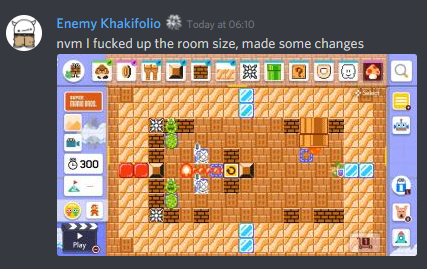 Enemy Khakifolio Today at 06:10
nvm I fucked up the room size, made some changes
Select
SUPER
MARIO BROS.
300
Play